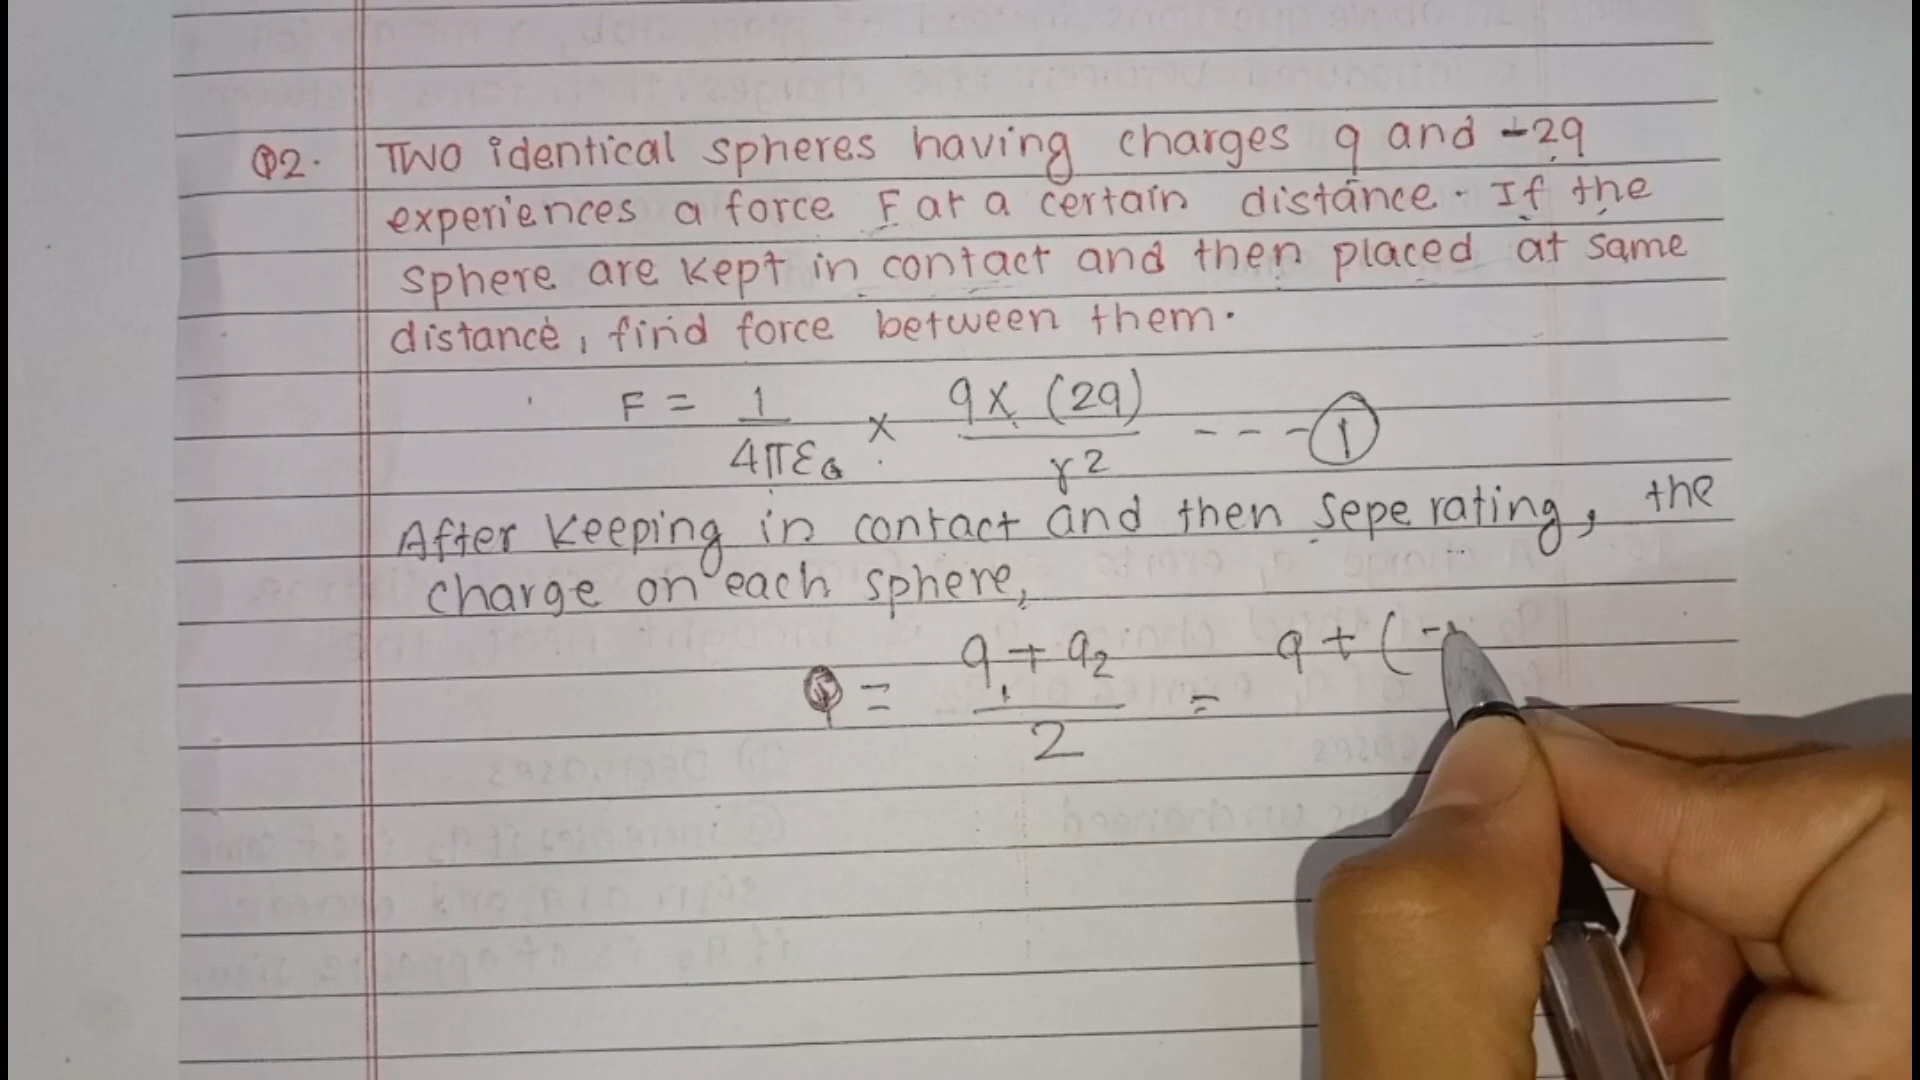 Q2. Two identical spheres having charges q and -2q
experiences a force F at a certain distance. If the
sphere are kept in contact and then placed at same
distance, find force between them.
F = 1/4πε₀ × q×(2q)/r² ----①
After keeping in contact and then seperating, the
charge on each sphere,
q = q₁+q₂/2 = q+(-